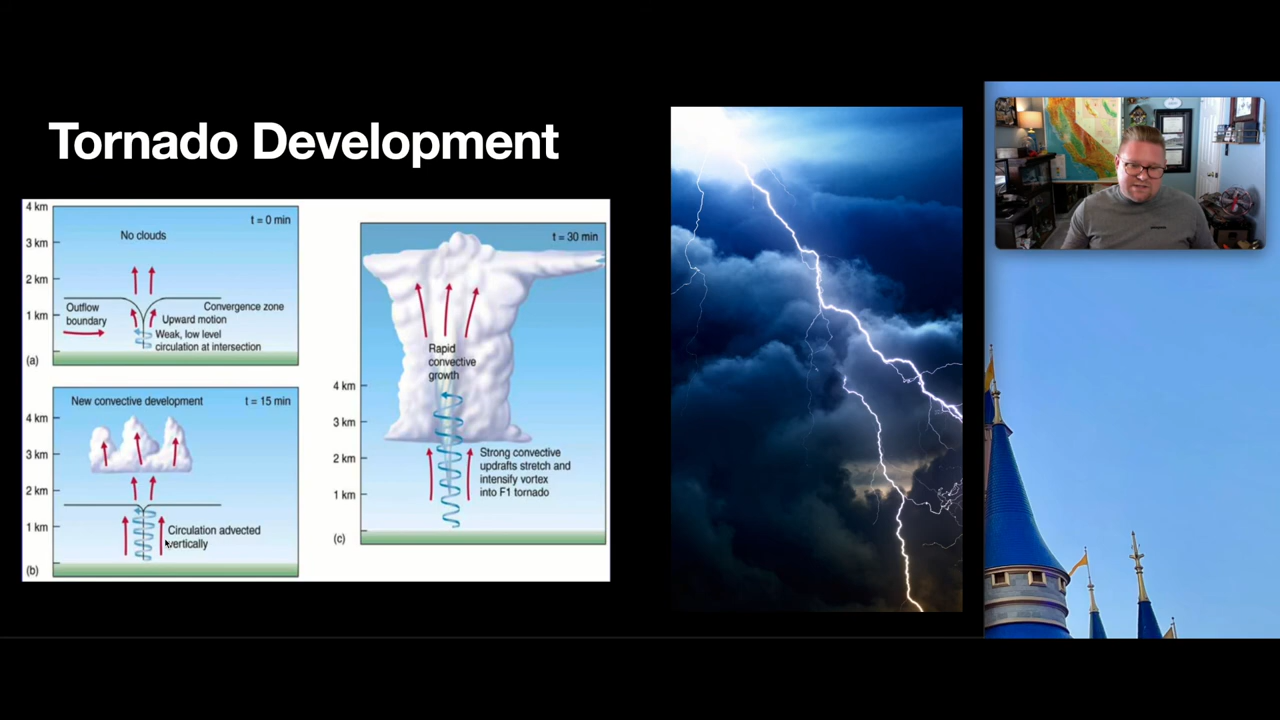 Tornado Development
4 km
t = 0 min
No clouds
3 km
2 km
Outflow
boundary
Convergence zone
1 km
Upward motion
Weak, low level
circulation at intersection
(a)
New convective development
t = 15 min
4 km
3 km
2 km
1 km
Circulation advected
vertically
(b)
t = 30 min
Rapid
convective
growth
4 km
3 km
2 km
1 km
Strong convective
updrafts stretch and
intensify vortex
into F1 tornado
(c)